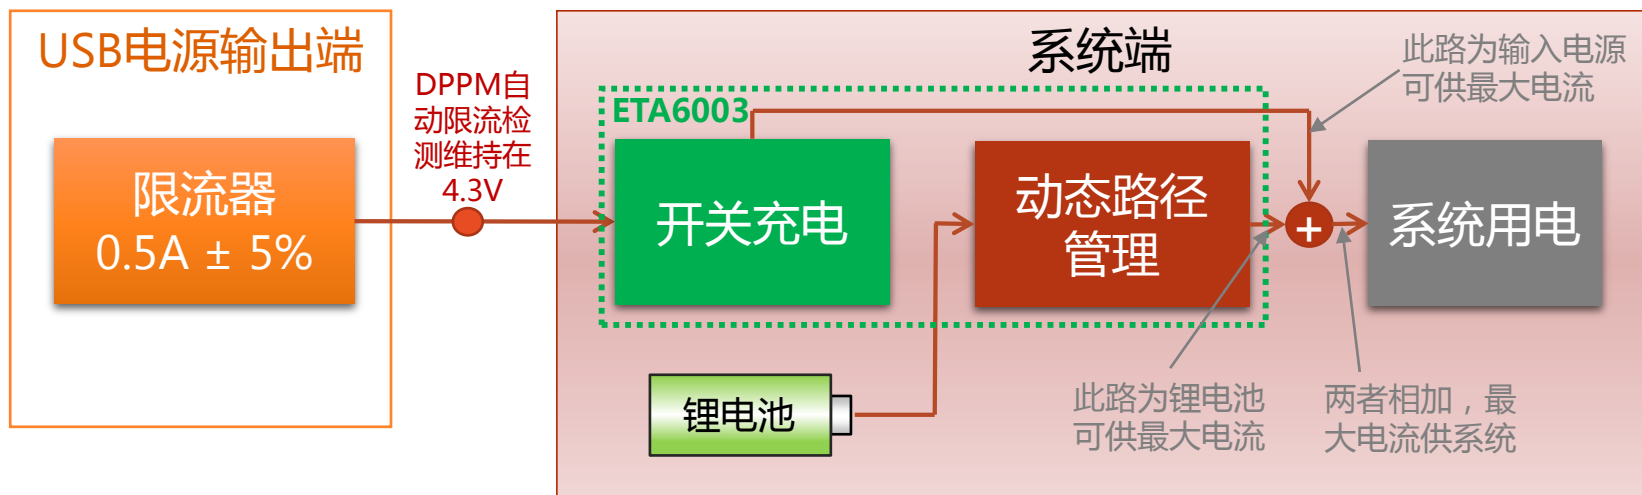 USB电源输出端
限流器
0.5A ± 5%
DPPM自
动限流检
测维持在
4.3V
系统端
ETA6003
开关充电
动态路径
管理
+
系统用电
此路为输入电源
可供最大电流
锂电池
此路为锂电池
可供最大电流
两者相加，最
大电流供系统